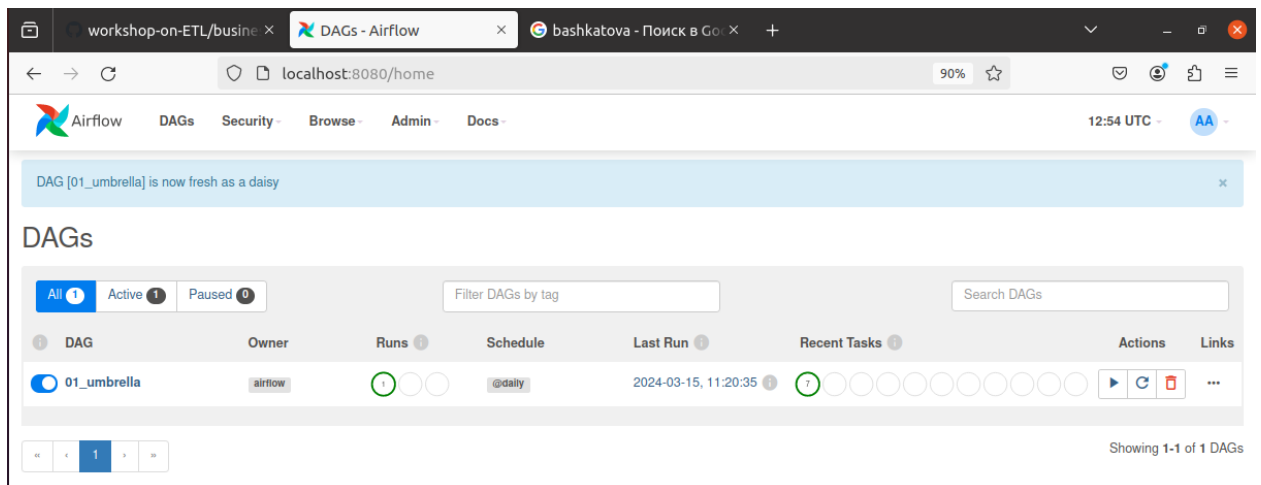 workshop-on-ETL/busine
DAGs - Airflow
bashkatova - Поиск в Goo
localhost:8080/home
90%
Airflow
DAGs
Security
Browse
Admin
Docs
12:54 UTC
AA
DAG [01_umbrella] is now fresh as a daisy
DAGs
All 1
Active 1
Paused 0
Filter DAGs by tag
Search DAGs
DAG Owner Runs Schedule Last Run Recent Tasks Actions Links
01_umbrella airflow 1 @daily 2024-03-15, 11:20:35 7
« ‹ 1 › »
Showing 1-1 of 1 DAGs